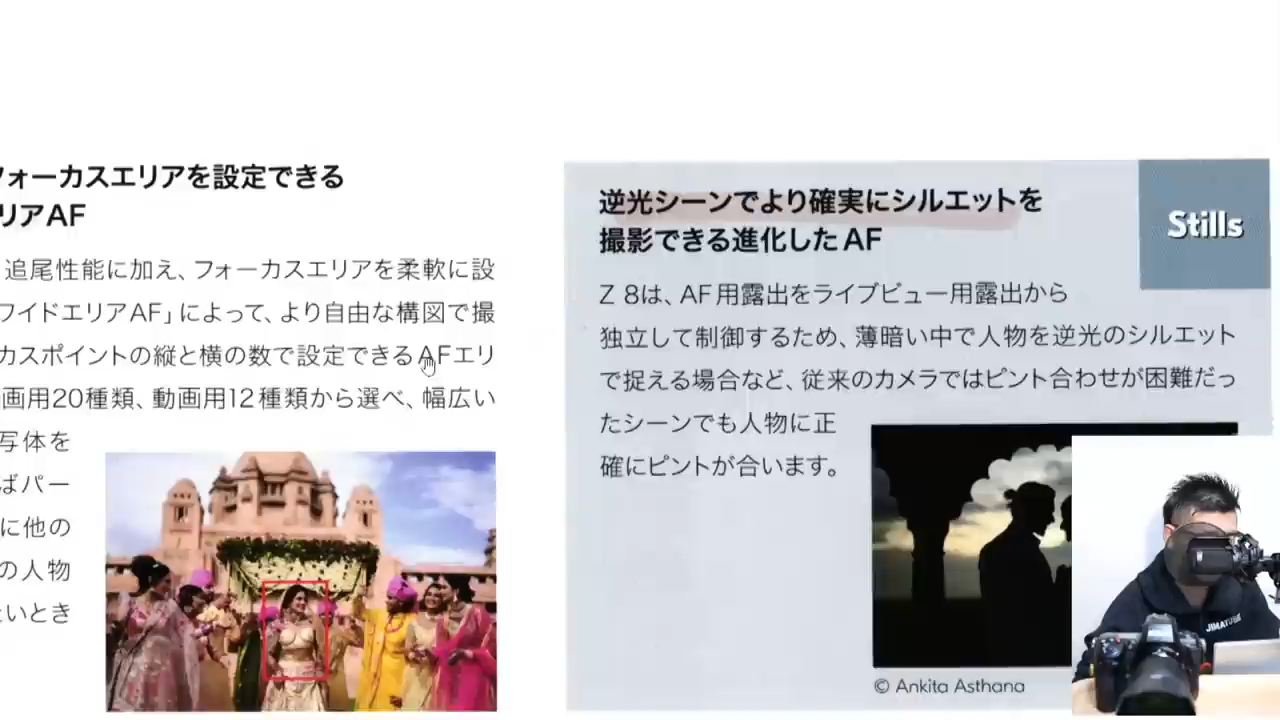 フォーカスエリアを設定できる
リアAF
追尾性能に加え、フォーカスエリアを柔軟に設
ワイドエリアAF」によって、より自由な構図で撮
カスポイントの縦と横の数で設定できるAFエリ
画用20種類、動画用12種類から選べ、幅広い
写体を
ばパー
に他の
の人物
たいとき
逆光シーンでより確実にシルエットを
撮影できる進化したAF
Stills
Z 8は、AF用露出をライブビュー用露出から
独立して制御するため、薄暗い中で人物を逆光のシルエット
で捉える場合など、従来のカメラではピント合わせが困難だっ
たシーンでも人物に正
確にピントが合います。
© Ankita Asthana
JIMATUBE